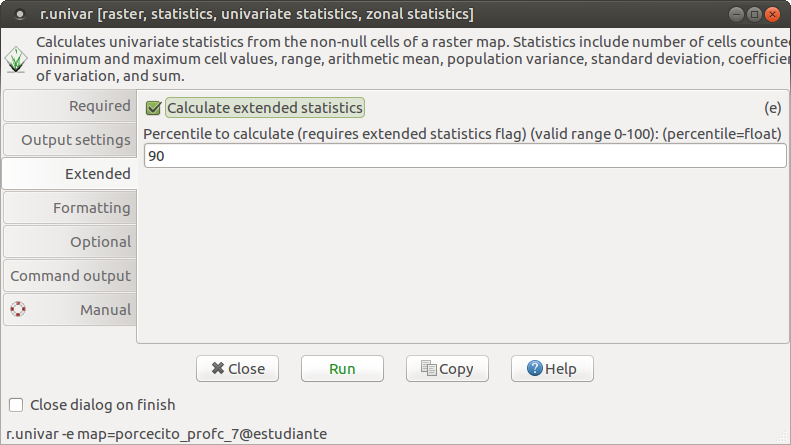 r.univar [raster, statistics, univariate statistics, zonal statistics]
Calculates univariate statistics from the non-null cells of a raster map. Statistics include number of cells counted
minimum and maximum cell values, range, arithmetic mean, population variance, standard deviation, coefficien
of variation, and sum.
Required
Calculate extended statistics (e)
Output settings
Percentile to calculate (requires extended statistics flag) (valid range 0-100): (percentile=float)
90
Extended
Formatting
Optional
Command output
Manual
Close Run Copy Help
Close dialog on finish
r.univar -e map=porcecito_profc_7@estudiante